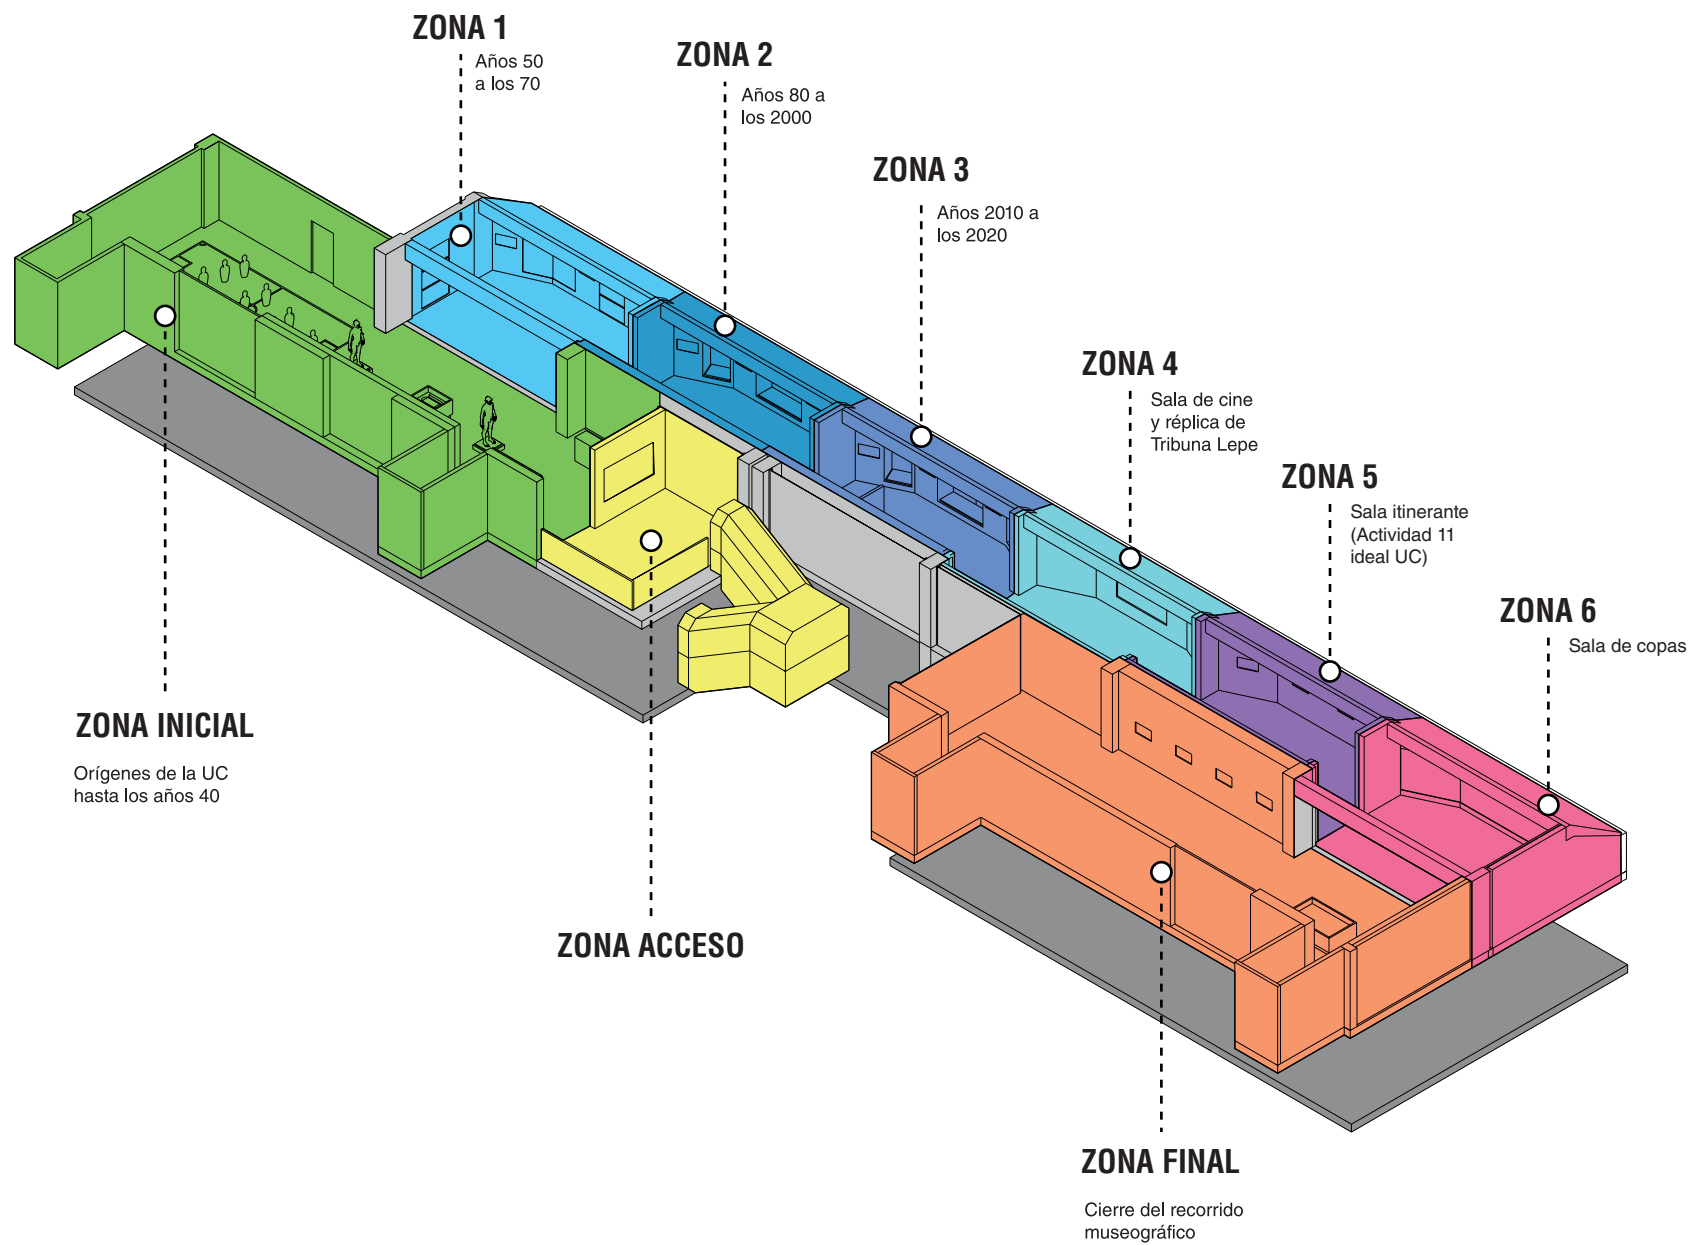 ZONA 1
Años 50
a los 70
ZONA 2
Años 80 a
los 2000
ZONA 3
Años 2010 a
los 2020
ZONA 4
Sala de cine
y réplica de
Tribuna Lepe
ZONA 5
Sala itinerante
(Actividad 11
ideal UC)
ZONA 6
Sala de copas
ZONA INICIAL
Orígenes de la UC
hasta los años 40
ZONA ACCESO
ZONA FINAL
Cierre del recorrido
museográfico